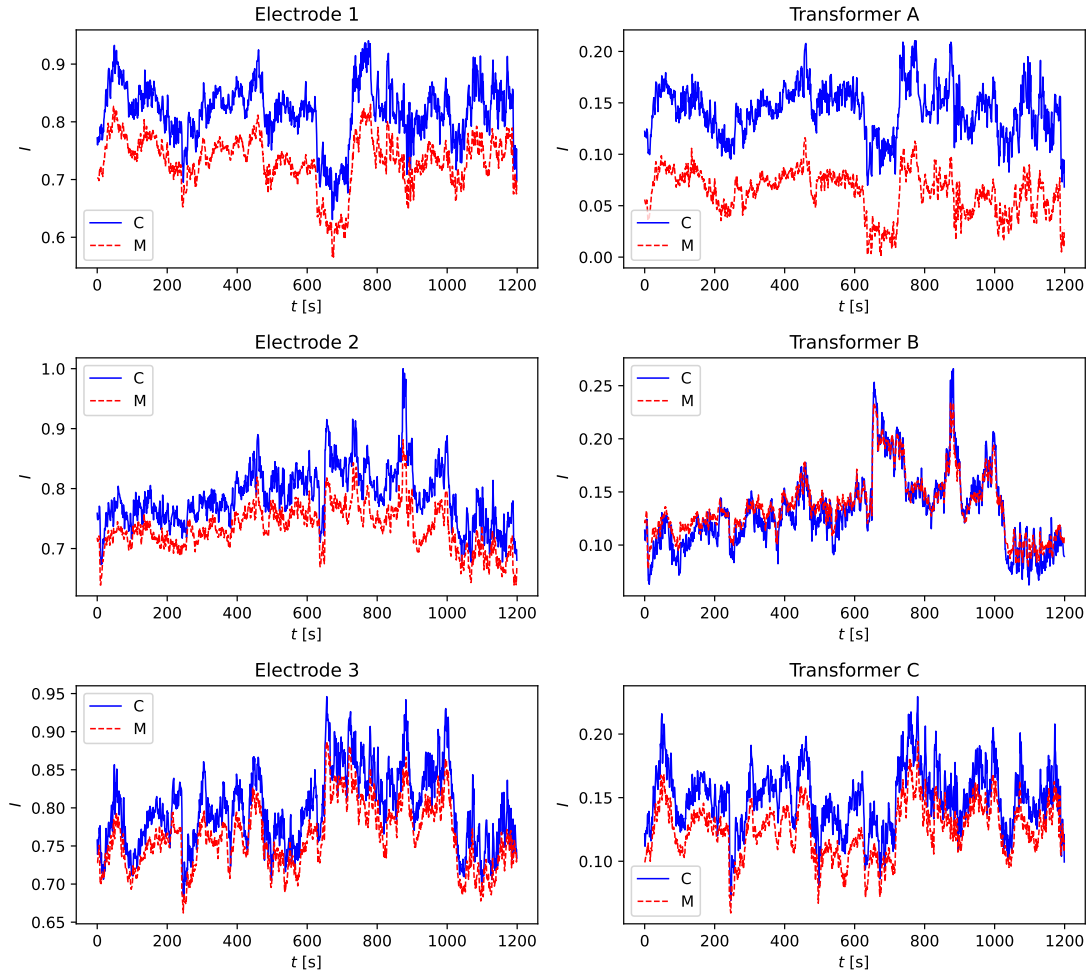 Electrode 1
0.9
0.8
0.7
0.6
I
C
M
0 200 400 600 800 1000 1200
t [s]
Transformer A
0.20
0.15
0.10
0.05
0.00
I
C
M
0 200 400 600 800 1000 1200
t [s]
Electrode 2
1.0
0.9
0.8
0.7
I
C
M
0 200 400 600 800 1000 1200
t [s]
Transformer B
0.25
0.20
0.15
0.10
I
C
M
0 200 400 600 800 1000 1200
t [s]
Electrode 3
0.95
0.90
0.85
0.80
0.75
0.70
0.65
I
C
M
0 200 400 600 800 1000 1200
t [s]
Transformer C
0.20
0.15
0.10
I
C
M
0 200 400 600 800 1000 1200
t [s]